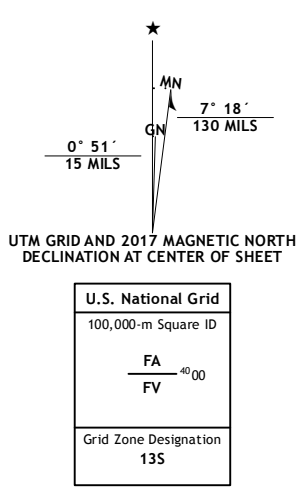 ★
MN
7° 18´
130 MILS
GN
0° 51´
15 MILS
UTM GRID AND 2017 MAGNETIC NORTH
DECLINATION AT CENTER OF SHEET
U.S. National Grid
100,000-m Square ID
FA
4000
FV
Grid Zone Designation
13S